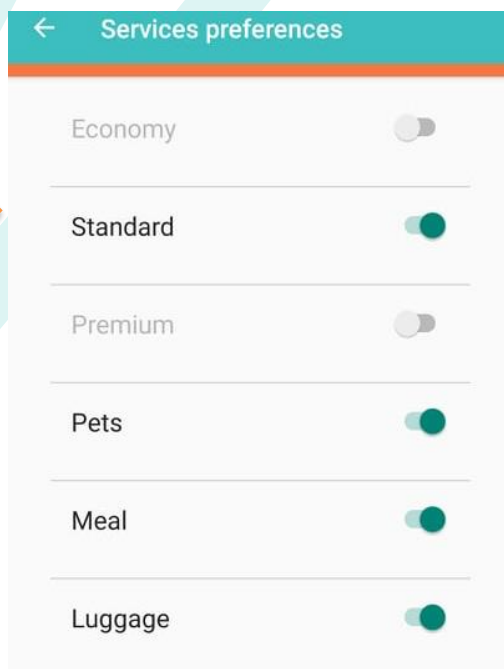 Services preferences
Economy
Standard
Premium
Pets
Meal
Luggage